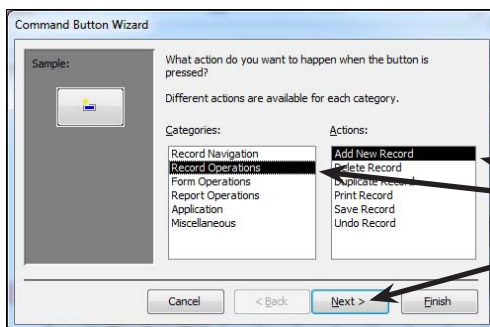 Command Button Wizard
Sample:
What action do you want to happen when the button is
pressed?
Different actions are available for each category.
Categories:
Actions:
Record Navigation
Record Operations
Form Operations
Report Operations
Application
Miscellaneous
Add New Record
Delete Record
Duplicate Record
Print Record
Save Record
Undo Record
Cancel
< Back
Next >
Finish